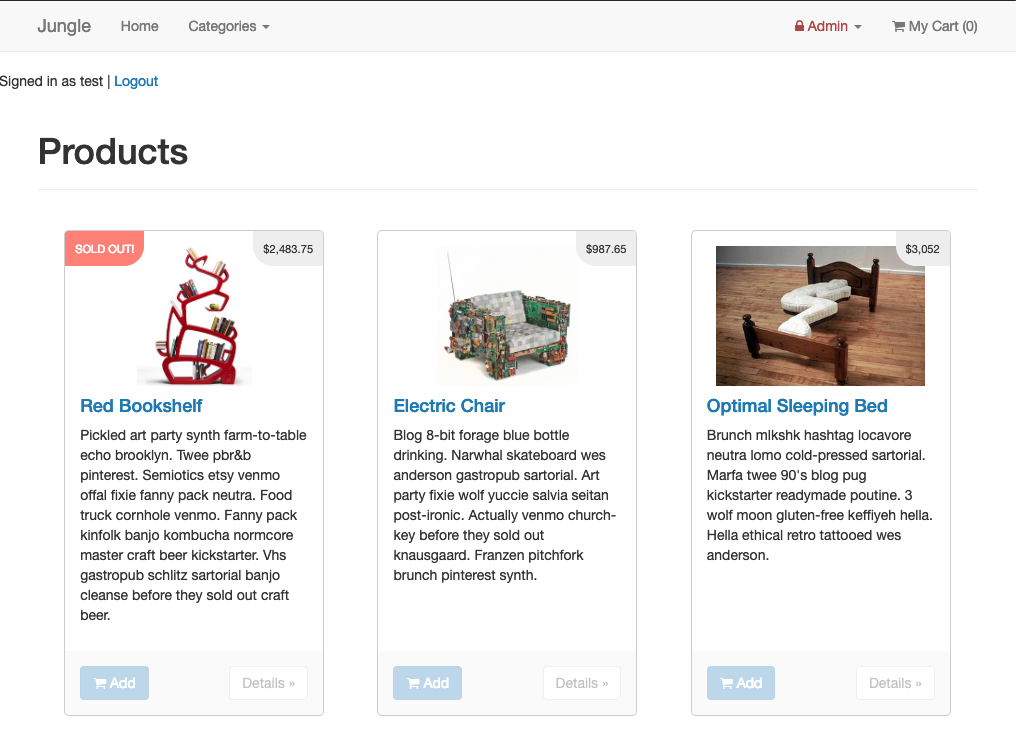 Jungle Home Categories Admin My Cart (0)
Signed in as test | Logout
Products
SOLD OUT!
$2,483.75
Red Bookshelf
Pickled art party synth farm-to-table
echo brooklyn. Twee pbr&b
pinterest. Semiotics etsy venmo
offal fixie fanny pack neutra. Food
truck cornhole venmo. Fanny pack
kinfolk banjo kombucha normcore
master craft beer kickstarter. Vhs
gastropub schlitz sartorial banjo
cleanse before they sold out craft
beer.
Add Details »
$987.65
Electric Chair
Blog 8-bit forage blue bottle
drinking. Narwhal skateboard wes
anderson gastropub sartorial. Art
party fixie wolf yuccie salvia seitan
post-ironic. Actually venmo church-
key before they sold out
knausgaard. Franzen pitchfork
brunch pinterest synth.
Add Details »
$3,052
Optimal Sleeping Bed
Brunch mlkshk hashtag locavore
neutra lomo cold-pressed sartorial.
Marfa twee 90's blog pug
kickstarter readymade poutine. 3
wolf moon gluten-free keffiyeh hella.
Hella ethical retro tattooed wes
anderson.
Add Details »